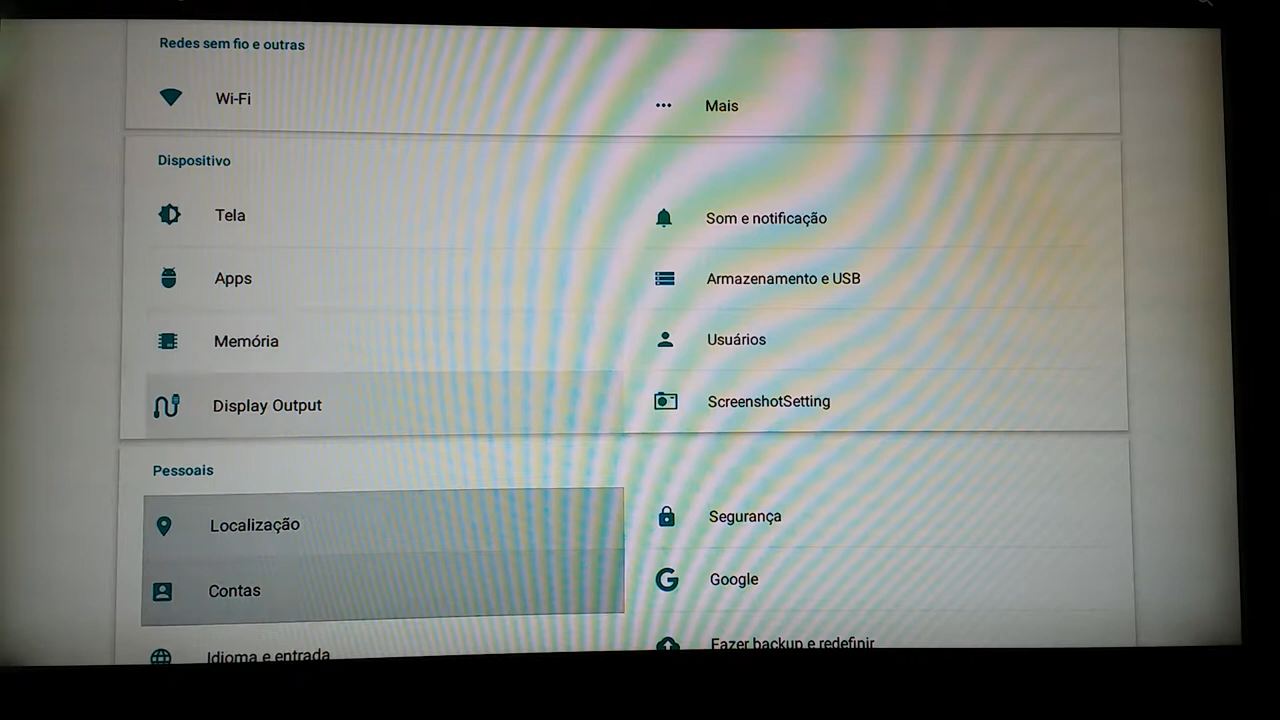 Redes sem fio e outras
Wi-Fi
Mais
Dispositivo
Tela
Som e notificação
Apps
Armazenamento e USB
Memória
Usuários
Display Output
ScreenshotSetting
Pessoais
Localização
Segurança
Contas
Google
Idioma e entrada
Fazer backup e redefinir